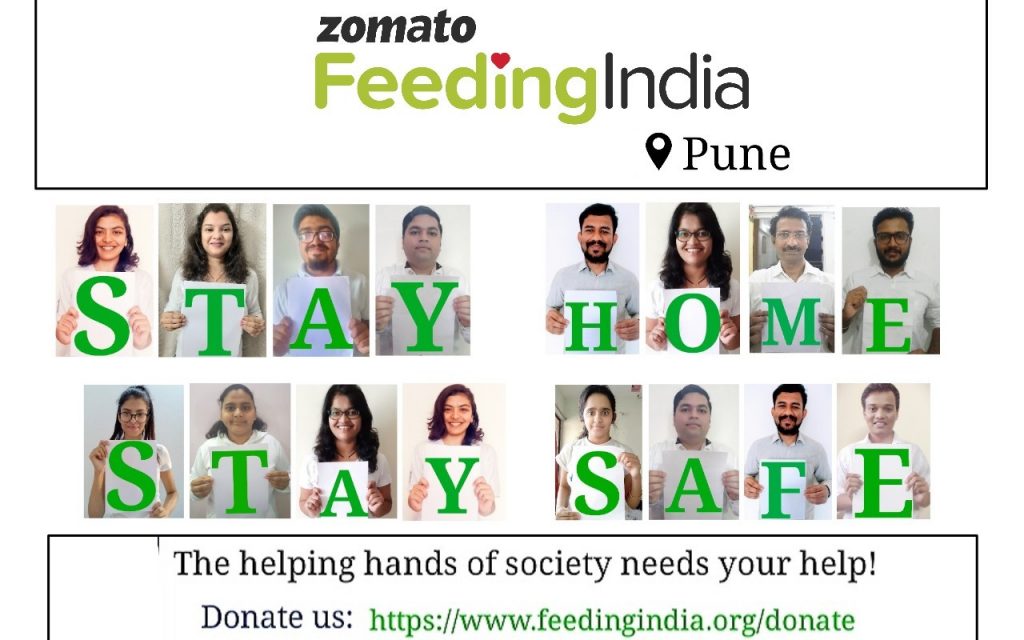 zomato
FeedingIndia
Pune
STAY HOME
STAY SAFE
The helping hands of society needs your help!
Donate us: https://www.feedingindia.org/donate